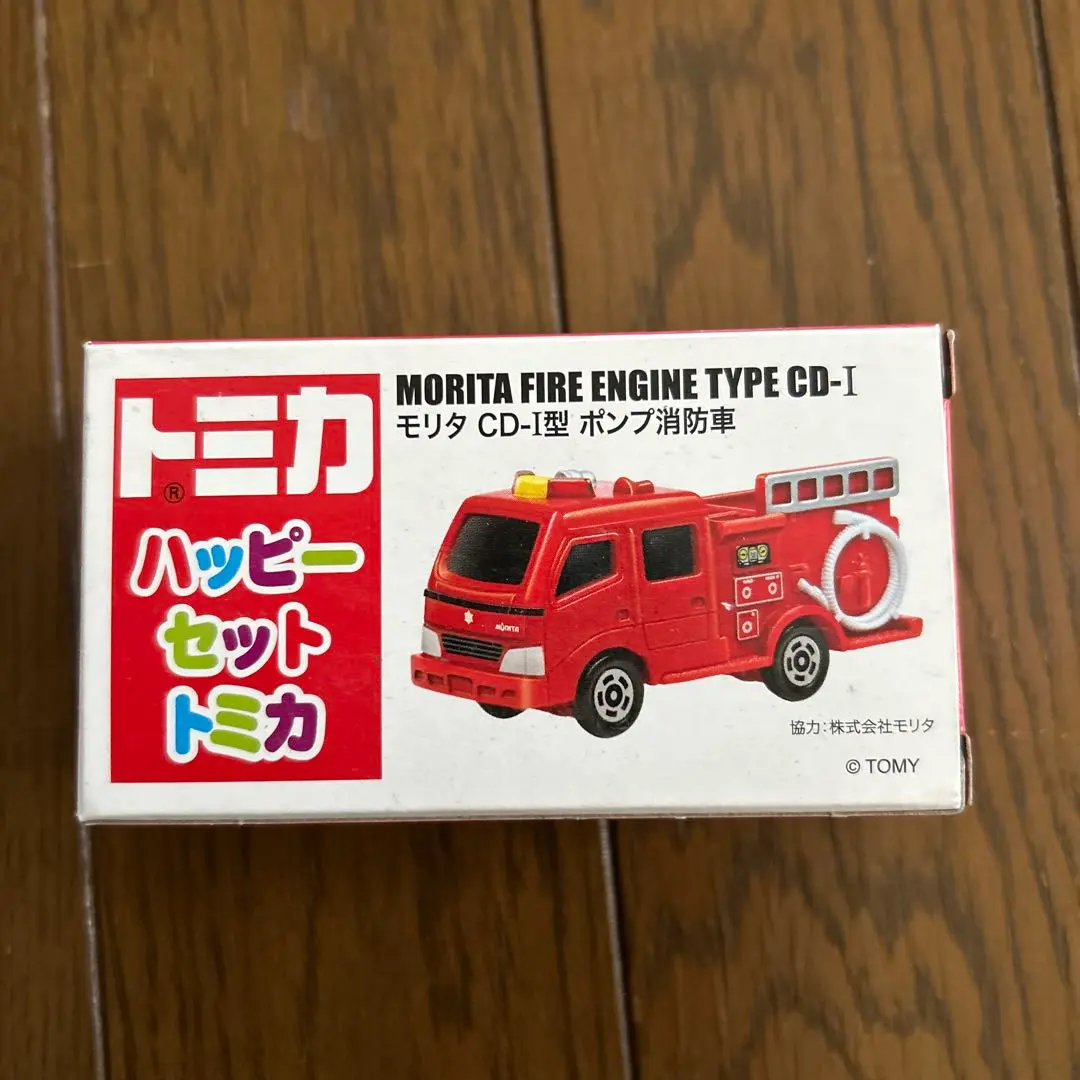 トミカ®
ハッピー
セット
トミカ
MORITA FIRE ENGINE TYPE CD-I
モリタ CD-I型 ポンプ消防車
MORITA
協力:株式会社モリタ
© TOMY